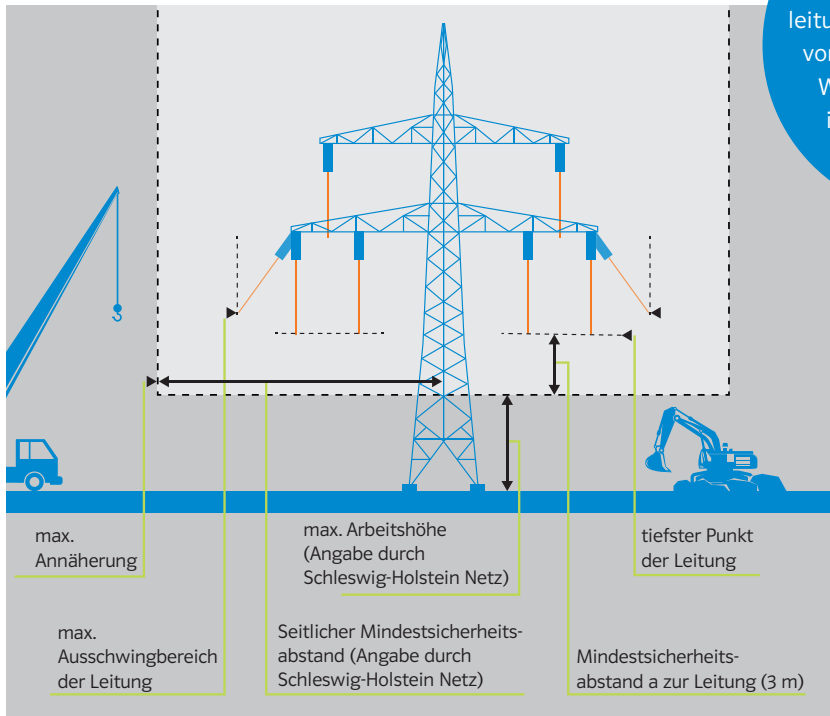 max.
Annäherung
max. Arbeitshöhe
(Angabe durch
Schleswig-Holstein Netz)
tiefster Punkt
der Leitung
max.
Ausschwingbereich
der Leitung
Seitlicher Mindestsicherheits-
abstand (Angabe durch
Schleswig-Holstein Netz)
Mindestsicherheits-
abstand a zur Leitung (3 m)